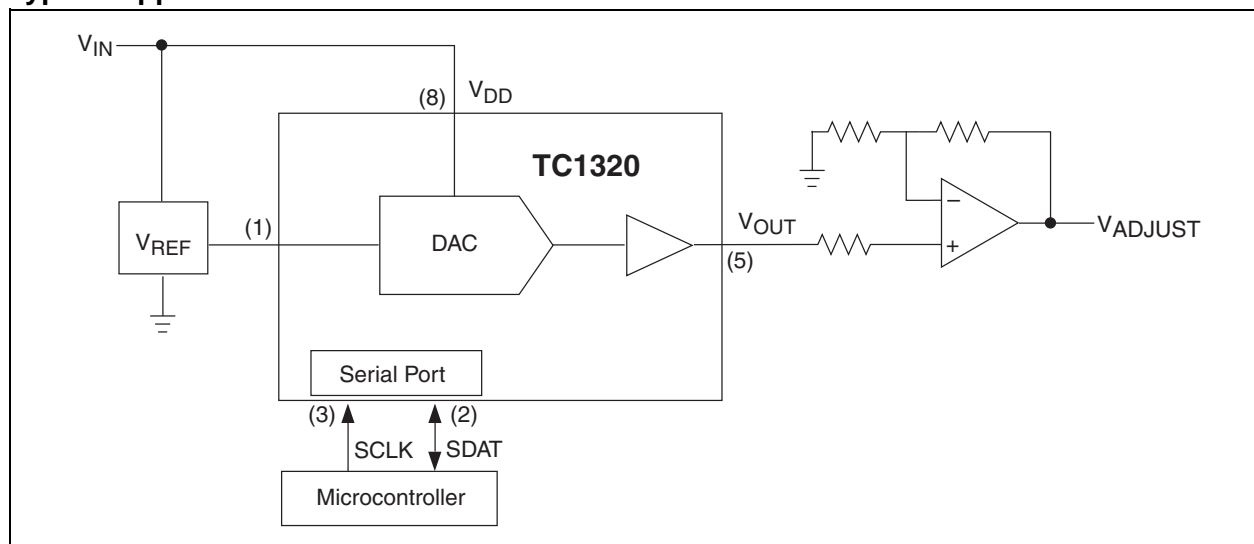 V_IN
(8)
V_DD
TC1320
V_REF
(1)
DAC
V_OUT
(5)
−
+
V_ADJUST
Serial Port
(3)
(2)
SCLK
SDAT
Microcontroller